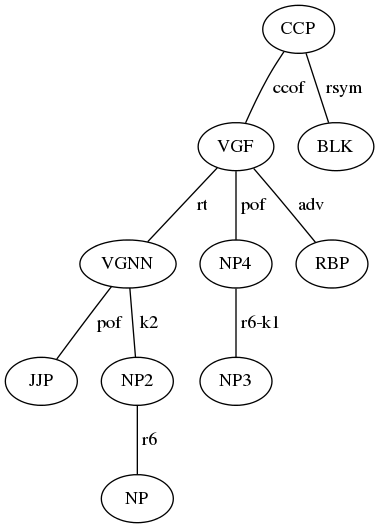 CCP
ccof rsym
VGF BLK
rt pof adv
VGNN NP4 RBP
pof k2 r6-k1
JJP NP2 NP3
r6
NP